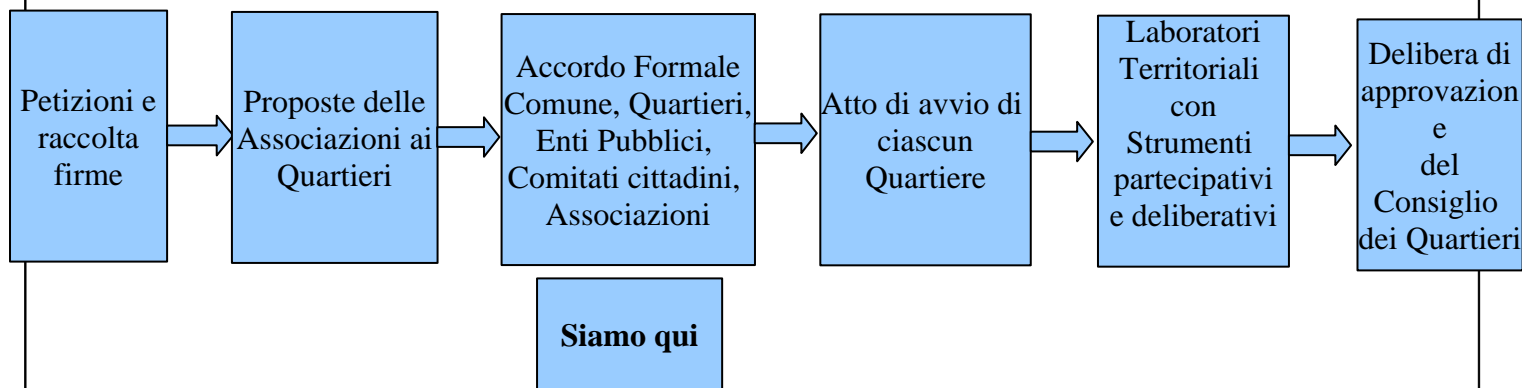 Petizioni e
raccolta
firme
Proposte delle
Associazioni ai
Quartieri
Accordo Formale
Comune, Quartieri,
Enti Pubblici,
Comitati cittadini,
Associazioni
Atto di avvio di
ciascun
Quartiere
Laboratori
Territoriali
con
Strumenti
partecipativi
e deliberativi
Delibera di
approvazion
e
del
Consiglio
dei Quartieri
Siamo qui